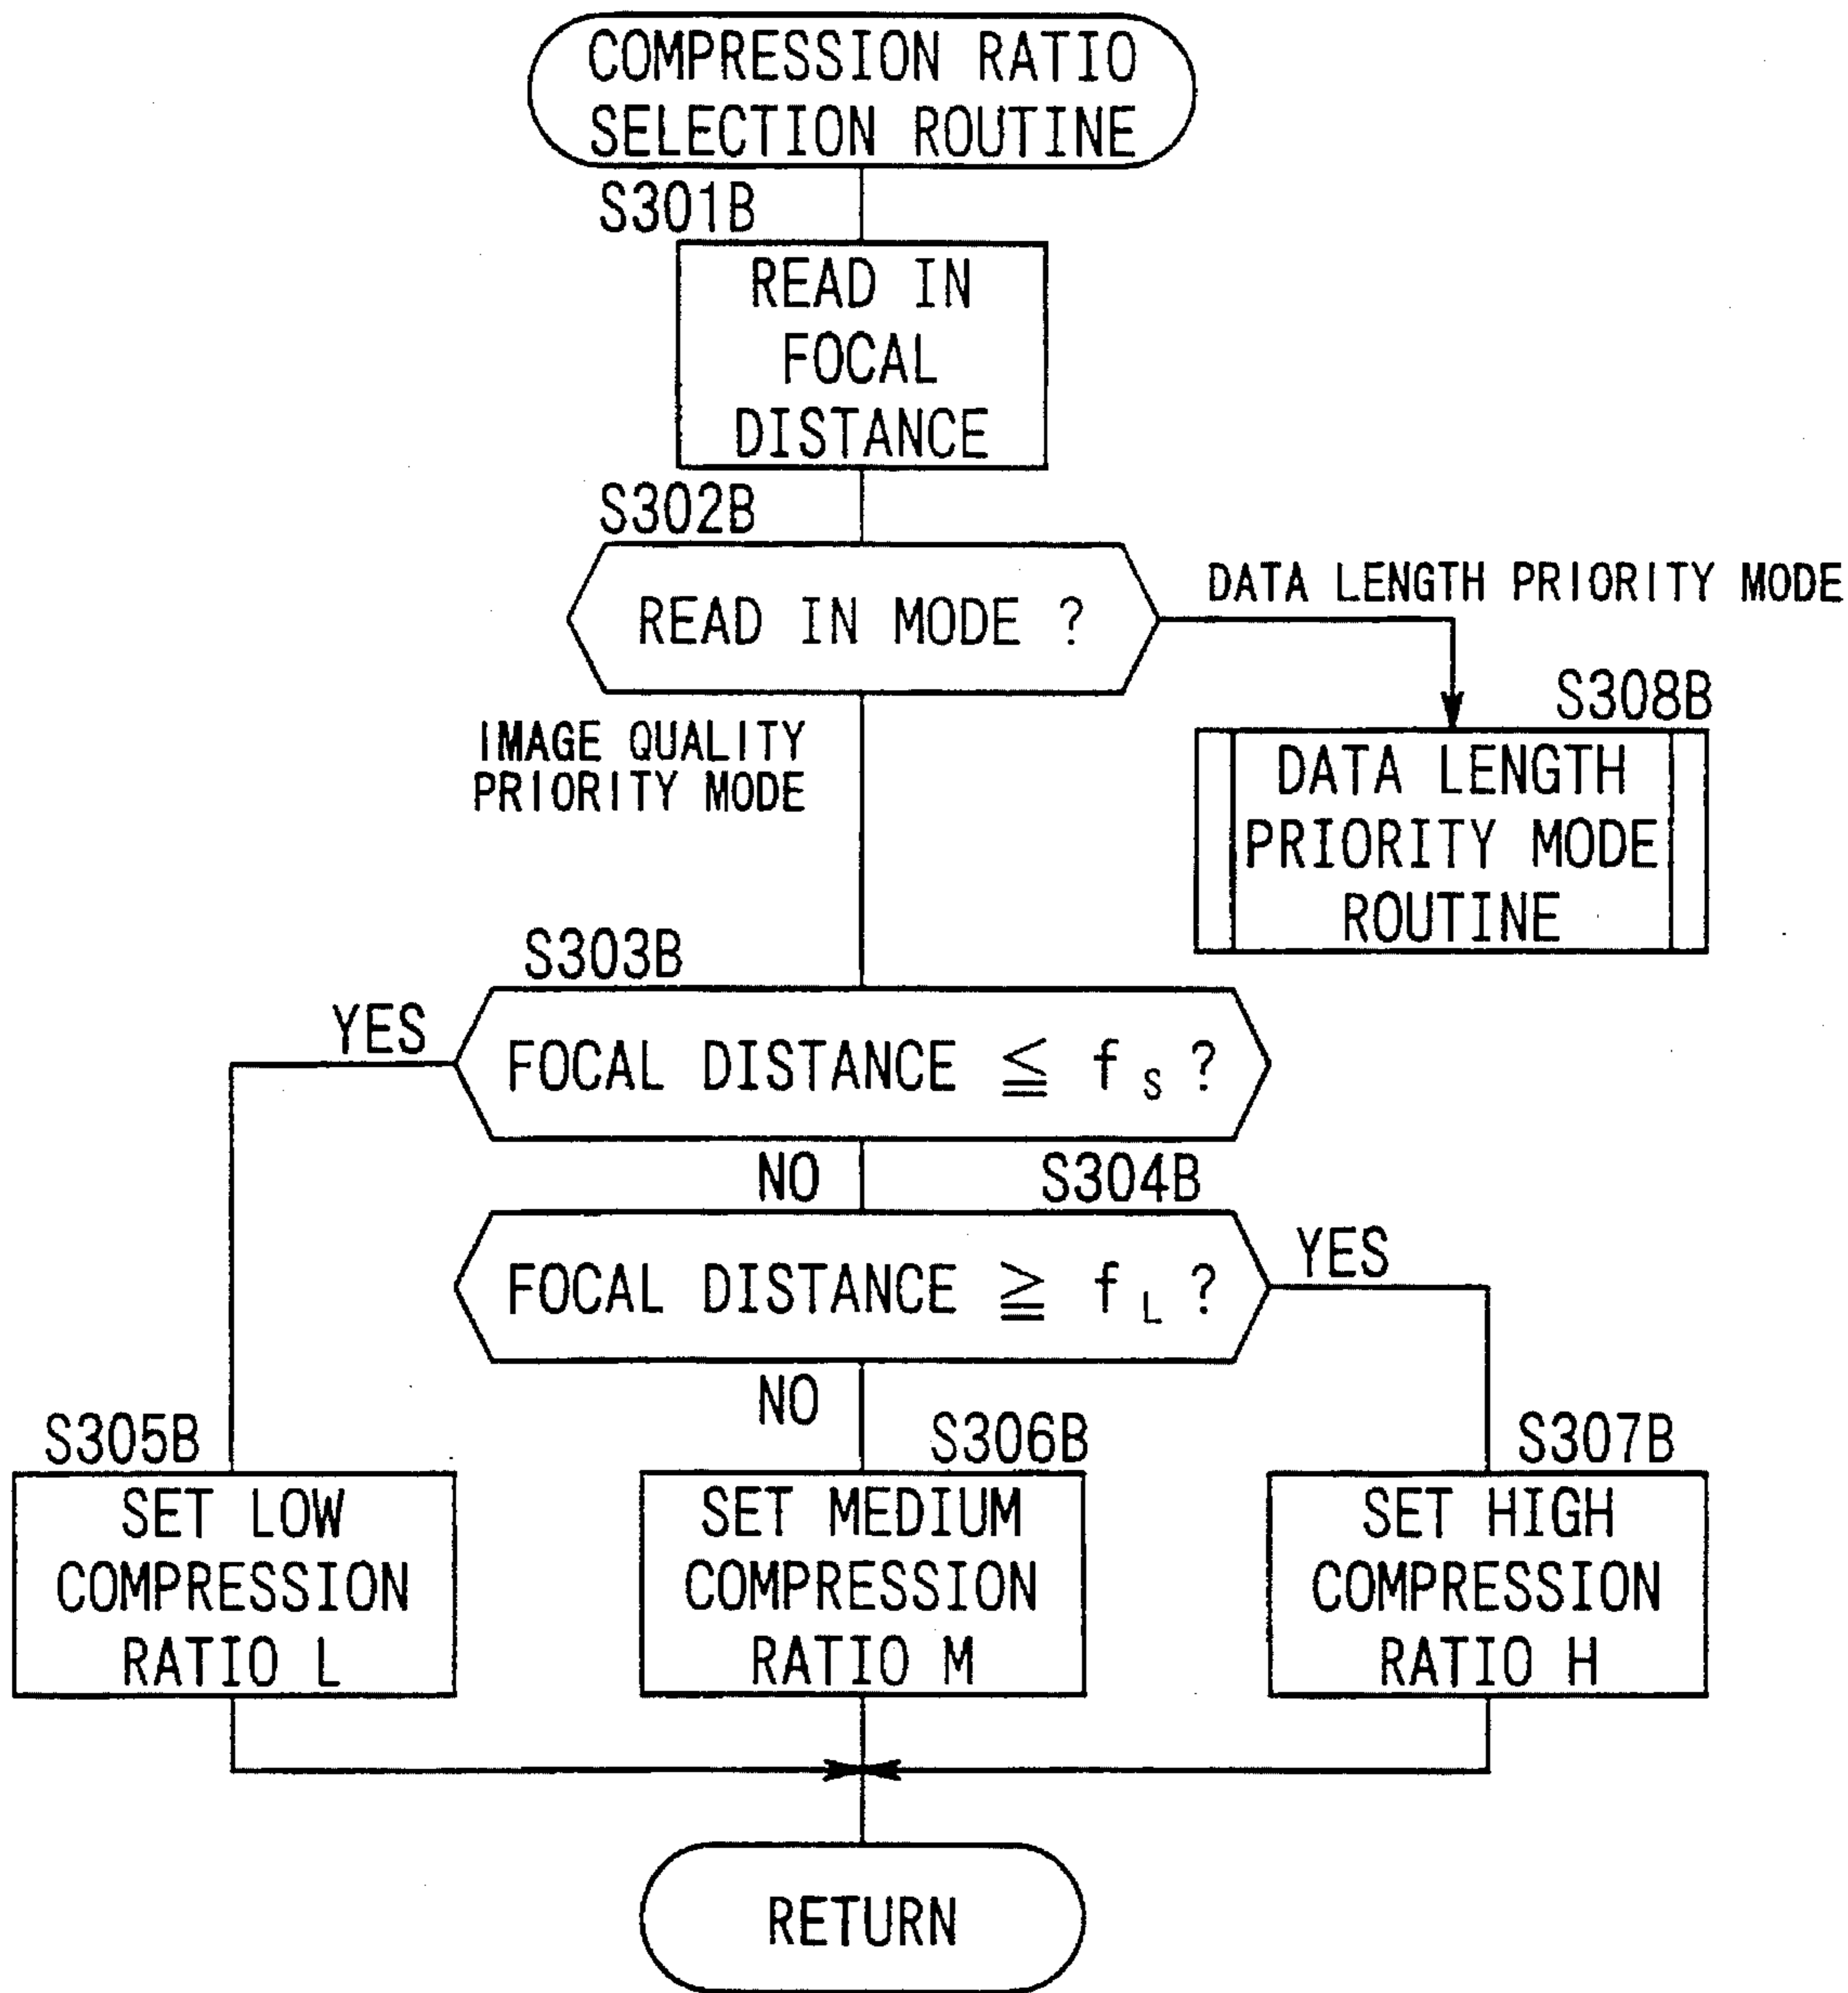 COMPRESSION RATIO
SELECTION ROUTINE
S301B
READ IN
FOCAL
DISTANCE
S302B
READ IN MODE ?
DATA LENGTH PRIORITY MODE
S308B
DATA LENGTH
PRIORITY MODE
ROUTINE
IMAGE QUALITY
PRIORITY MODE
S303B
YES
FOCAL DISTANCE ≦ fS ?
NO
S304B
FOCAL DISTANCE ≧ fL ?
YES
NO
S305B
SET LOW
COMPRESSION
RATIO L
S306B
SET MEDIUM
COMPRESSION
RATIO M
S307B
SET HIGH
COMPRESSION
RATIO H
RETURN